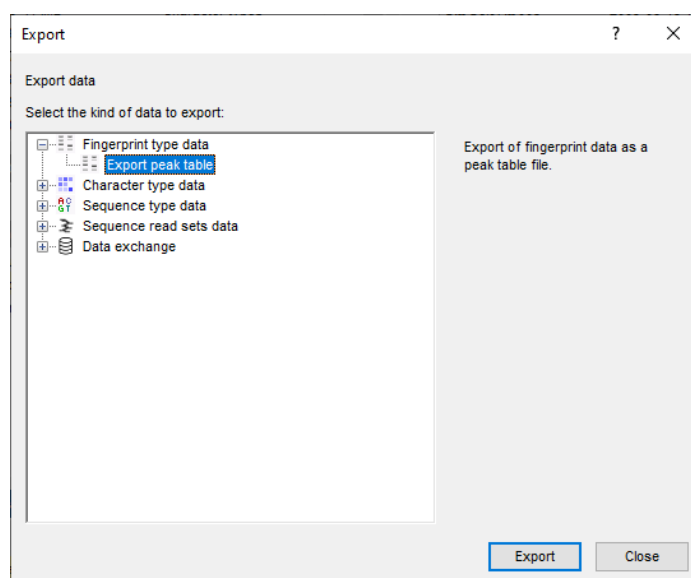 Export
?
Export data
Select the kind of data to export:
Fingerprint type data
Export peak table
Character type data
Sequence type data
Sequence read sets data
Data exchange
Export of fingerprint data as a
peak table file.
Export
Close